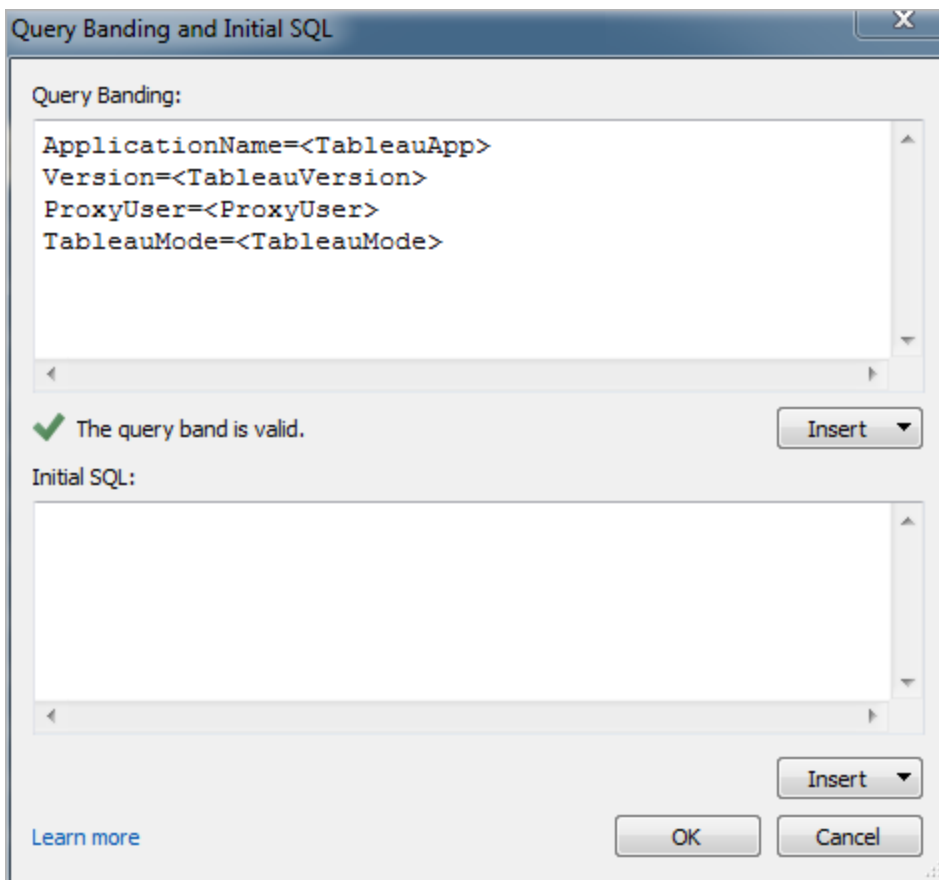 Query Banding and Initial SQL
Query Banding:
ApplicationName=<TableauApp>
Version=<TableauVersion>
ProxyUser=<ProxyUser>
TableauMode=<TableauMode>
The query band is valid.
Insert
Initial SQL:
Insert
Learn more
OK
Cancel